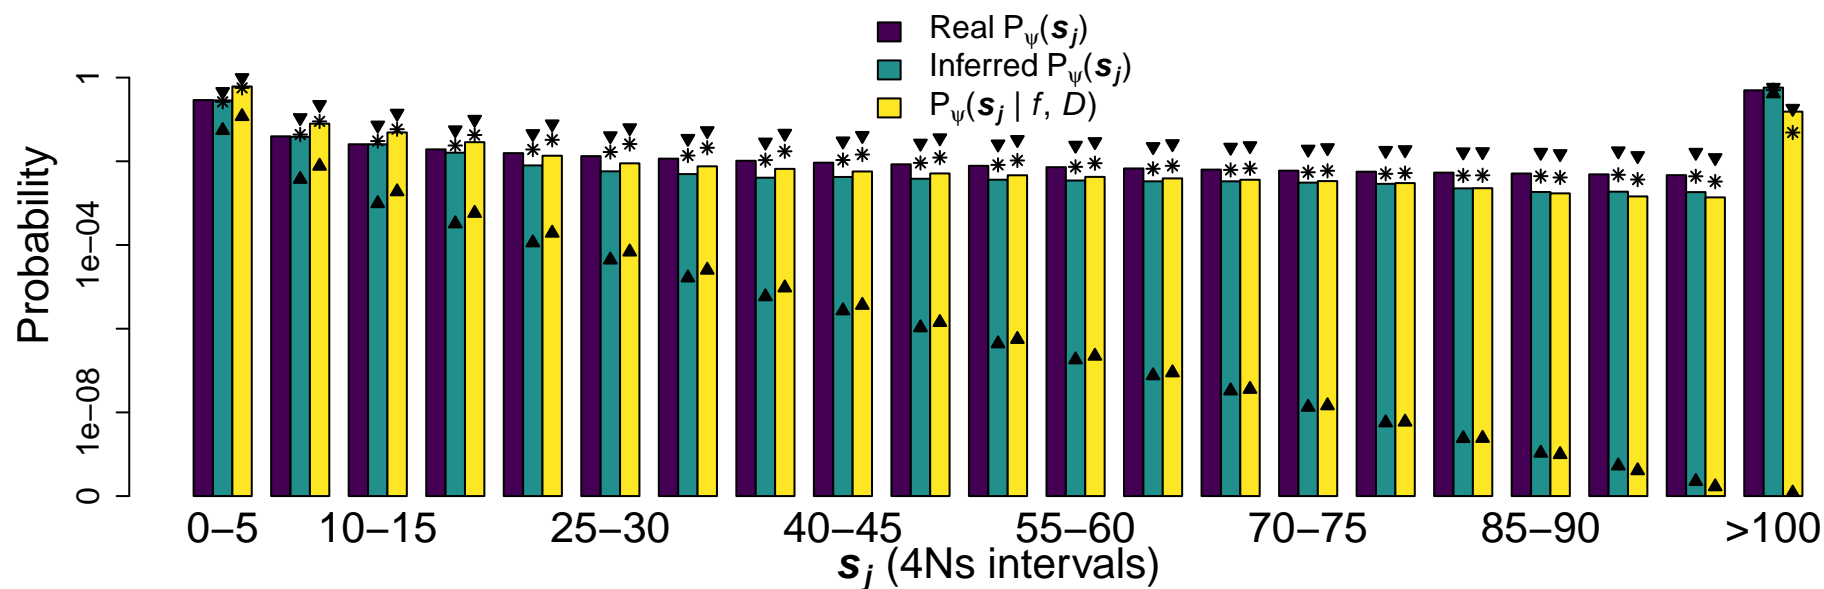 Real Pψ(sj)
Inferred Pψ(sj)
Pψ(sj | f, D)
Probability
1
1e−04
1e−08
0
0−5 10−15 25−30 40−45 55−60 70−75 85−90 >100
sj (4Ns intervals)